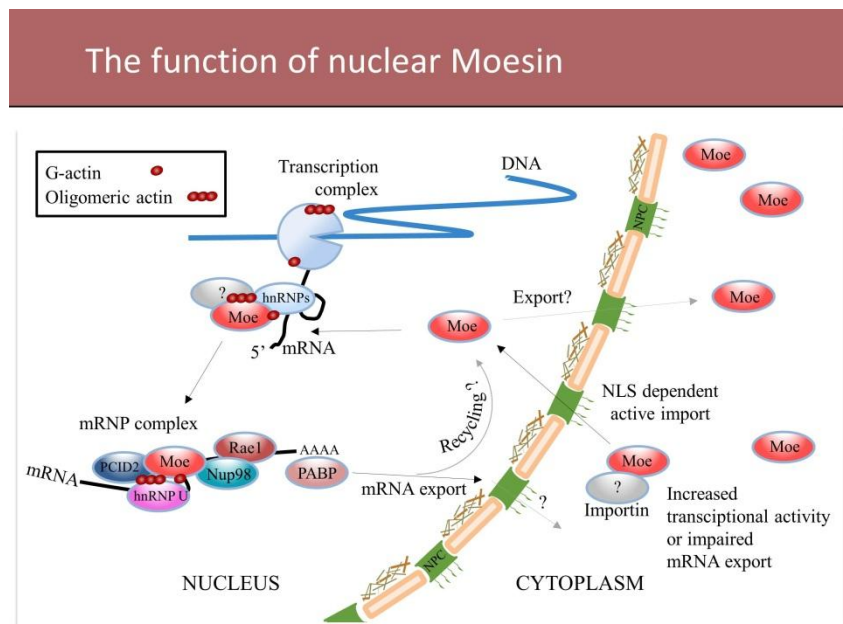 The function of nuclear Moesin
G-actin
Oligomeric actin
Transcription
complex
DNA
Moe
Moe
NPC
?
hnRNPs
Moe
5’
mRNA
Moe
Export?
Moe
NLS dependent
active import
mRNP complex
mRNA
PCID2
Moe
Rae1
AAAA
hnRNP U
Nup98
PABP
Recycling ?
mRNA export
?
Moe
?
Importin
Moe
Increased
transciptional activity
or impaired
mRNA export
NPC
NUCLEUS
CYTOPLASM